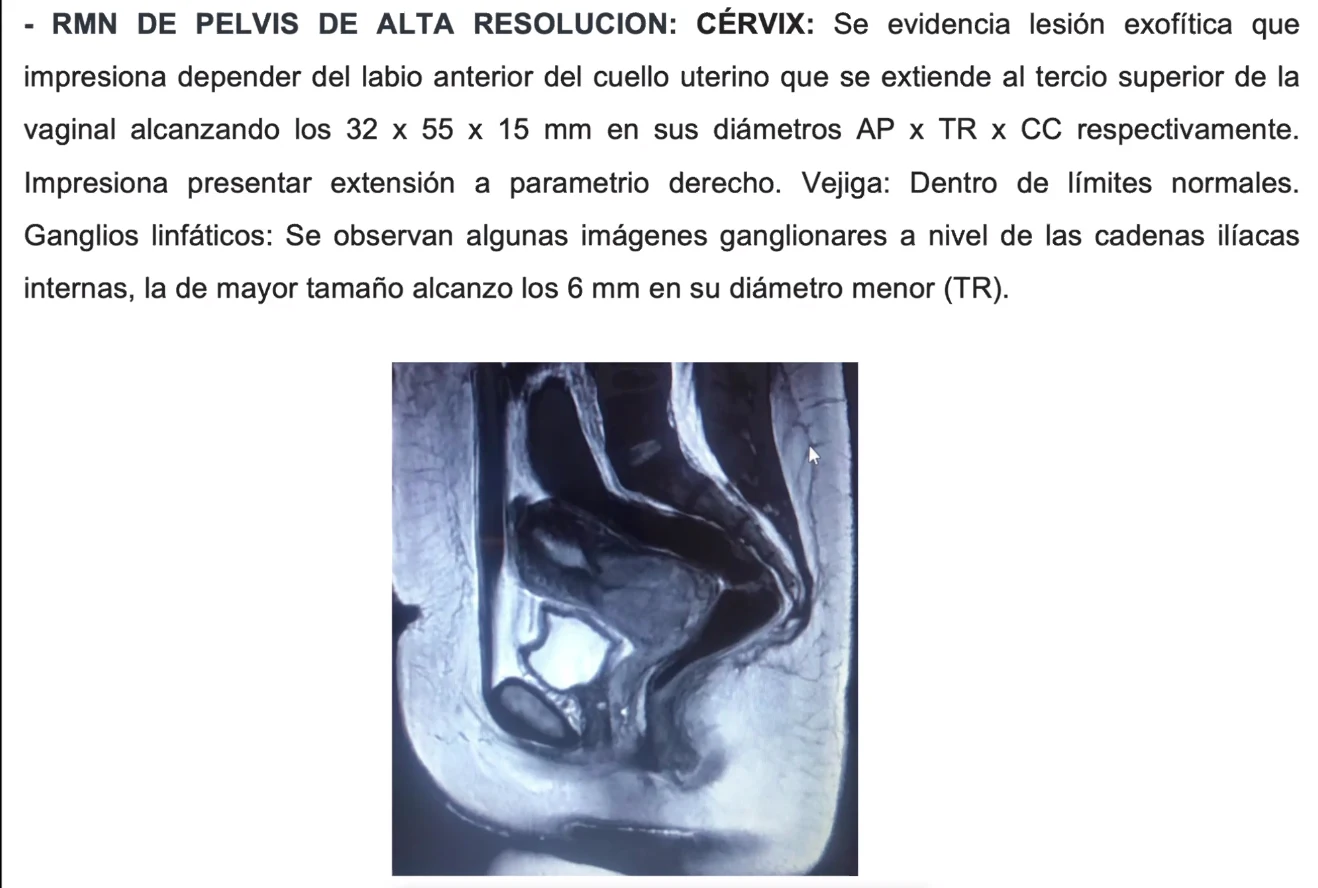 - RMN DE PELVIS DE ALTA RESOLUCION: CÉRVIX: Se evidencia lesión exofítica que
impresiona depender del labio anterior del cuello uterino que se extiende al tercio superior de la
vaginal alcanzando los 32 x 55 x 15 mm en sus diámetros AP x TR x CC respectivamente.
Impresiona presentar extensión a parametrio derecho. Vejiga: Dentro de límites normales.
Ganglios linfáticos: Se observan algunas imágenes ganglionares a nivel de las cadenas ilíacas
internas, la de mayor tamaño alcanzo los 6 mm en su diámetro menor (TR).